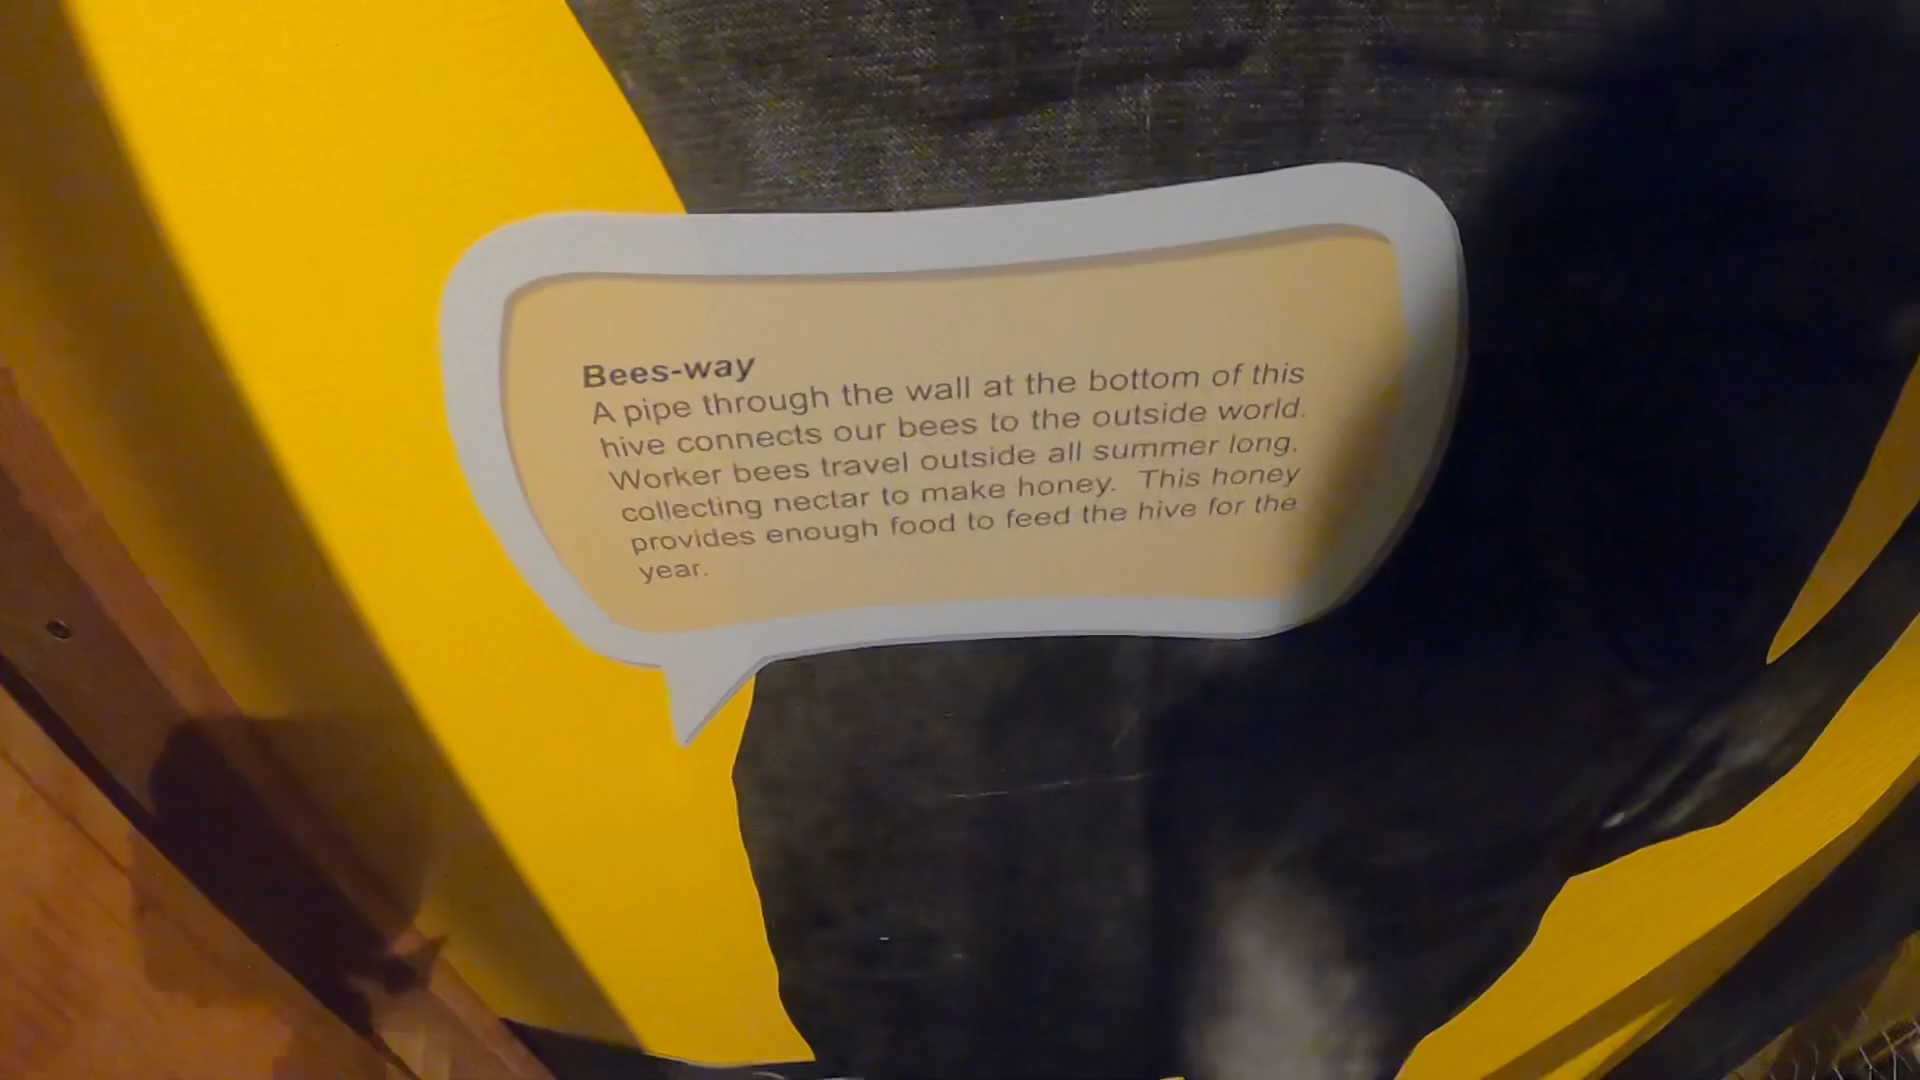 Bees-way
A pipe through the wall at the bottom of this
hive connects our bees to the outside world.
Worker bees travel outside all summer long,
collecting nectar to make honey. This honey
provides enough food to feed the hive for the
year.